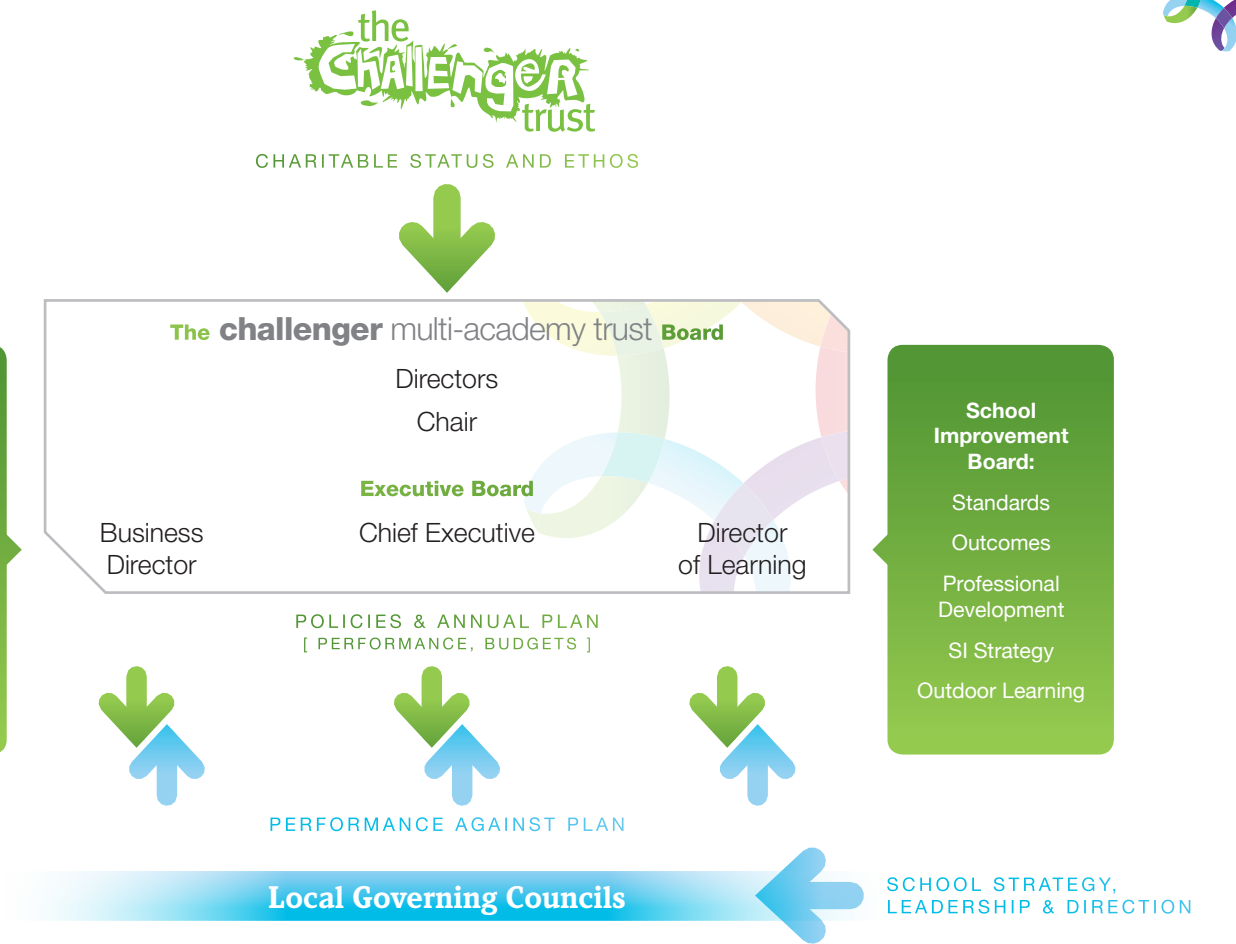 the
Challenger
trust
CHARITABLE STATUS AND ETHOS
The challenger multi-academy trust Board
Directors
Chair
Executive Board
Business
Director
Chief Executive
Director
of Learning
POLICIES & ANNUAL PLAN
[ PERFORMANCE, BUDGETS ]
School
Improvement
Board:
Standards
Outcomes
Professional
Development
SI Strategy
Outdoor Learning
PERFORMANCE AGAINST PLAN
Local Governing Councils
SCHOOL STRATEGY,
LEADERSHIP & DIRECTION